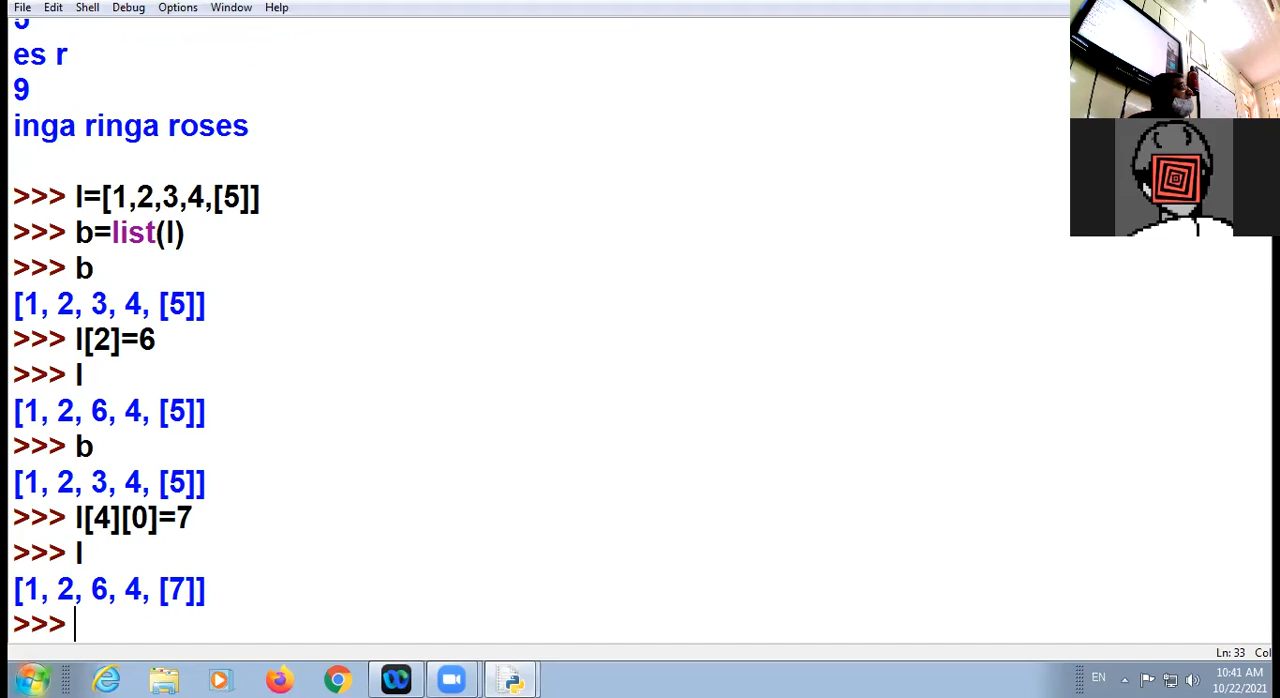 File Edit Shell Debug Options Window Help
es r
9
inga ringa roses
>>> l=[1,2,3,4,[5]]
>>> b=list(l)
>>> b
[1, 2, 3, 4, [5]]
>>> l[2]=6
>>> l
[1, 2, 6, 4, [5]]
>>> b
[1, 2, 3, 4, [5]]
>>> l[4][0]=7
>>> l
[1, 2, 6, 4, [7]]
>>>
Ln: 33 Col
EN
10:41 AM
10/22/2021